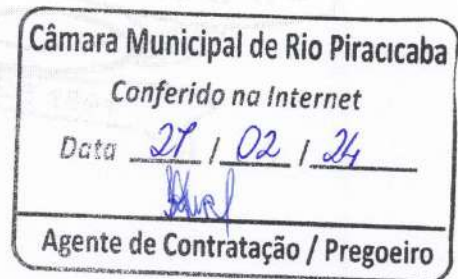 Câmara Municipal de Rio Piracicaba
Conferido na Internet
Data 27 / 02 / 24
Agente de Contratação / Pregoeiro